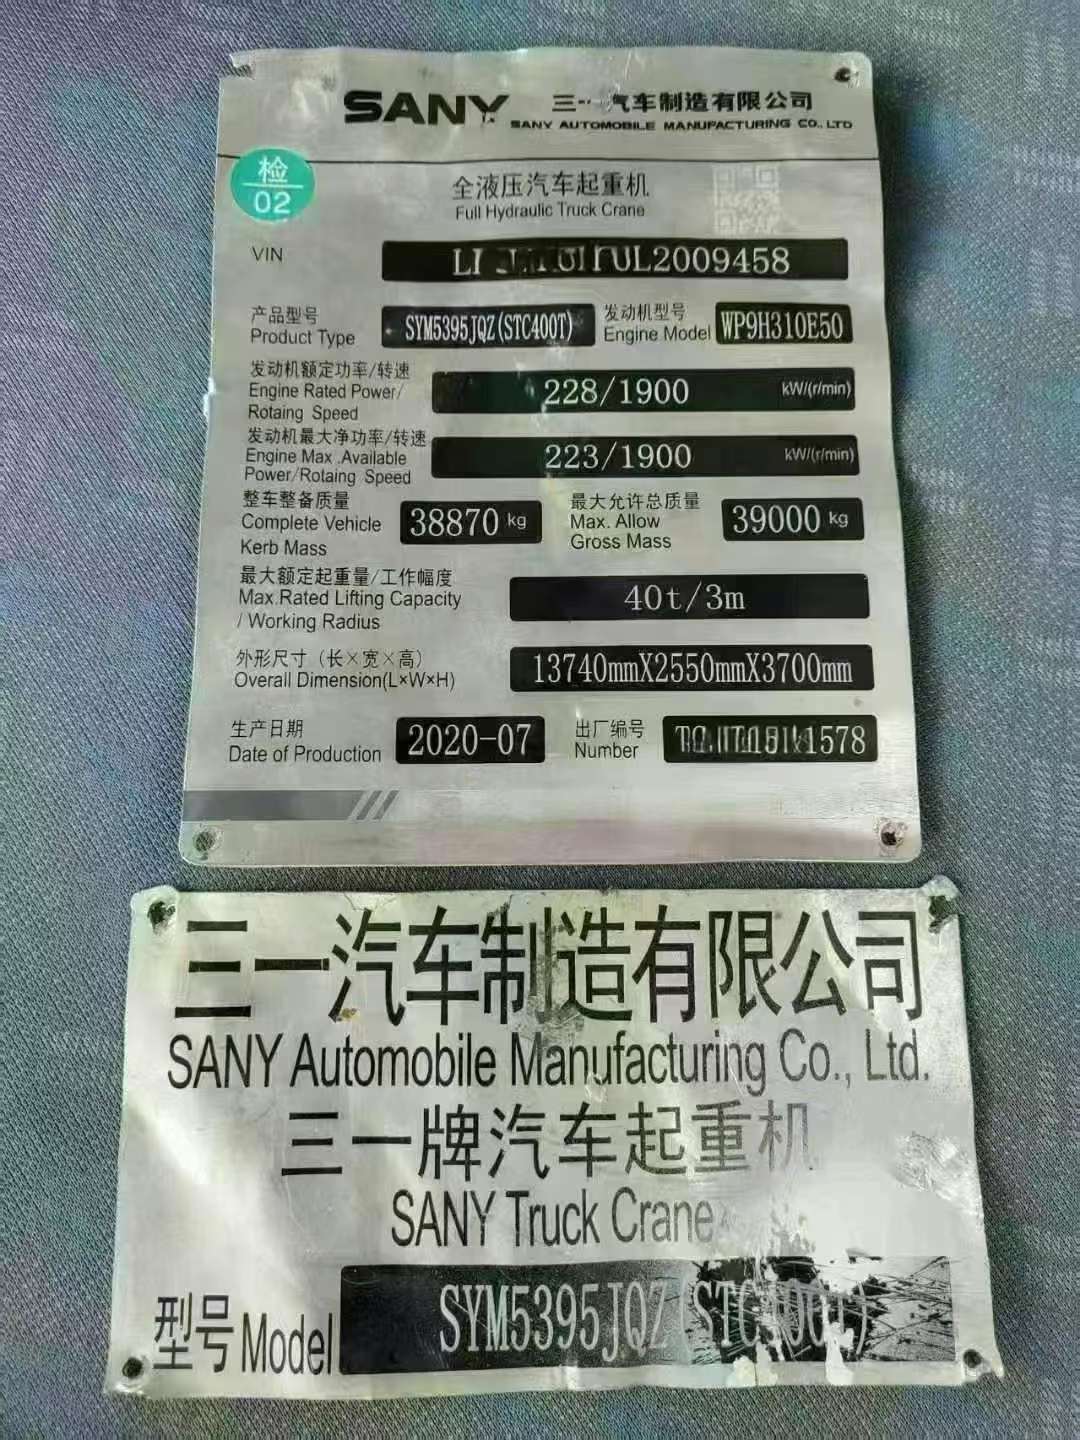 SANY 三一汽车制造有限公司
SANY AUTOMOBILE MANUFACTURING CO., LTD
检
02
全液压汽车起重机
Full Hydraulic Truck Crane
VIN
UL2009458
产品型号
Product Type
SYM5395JQZ(STC400T)
发动机型号
Engine Model
WP9H310E50
发动机额定功率/转速
Engine Rated Power/
Rotaing Speed
228/1900 kW/(r/min)
发动机最大净功率/转速
Engine Max .Available
Power/Rotaing Speed
223/1900 kW/(r/min)
整车整备质量
Complete Vehicle
Kerb Mass
38870 kg
最大允许总质量
Max. Allow
Gross Mass
39000 kg
最大额定起重量/工作幅度
Max.Rated Lifting Capacity
/ Working Radius
40t/3m
外形尺寸（长×宽×高）
Overall Dimension(L×W×H)
13740mmX2550mmX3700mm
生产日期
Date of Production
2020-07
出厂编号
Number
1578
三一汽车制造有限公司
SANY Automobile Manufacturing Co., Ltd.
三一牌汽车起重机
SANY Truck Crane
型号 Model
SYM5395JQZ(STC400T)